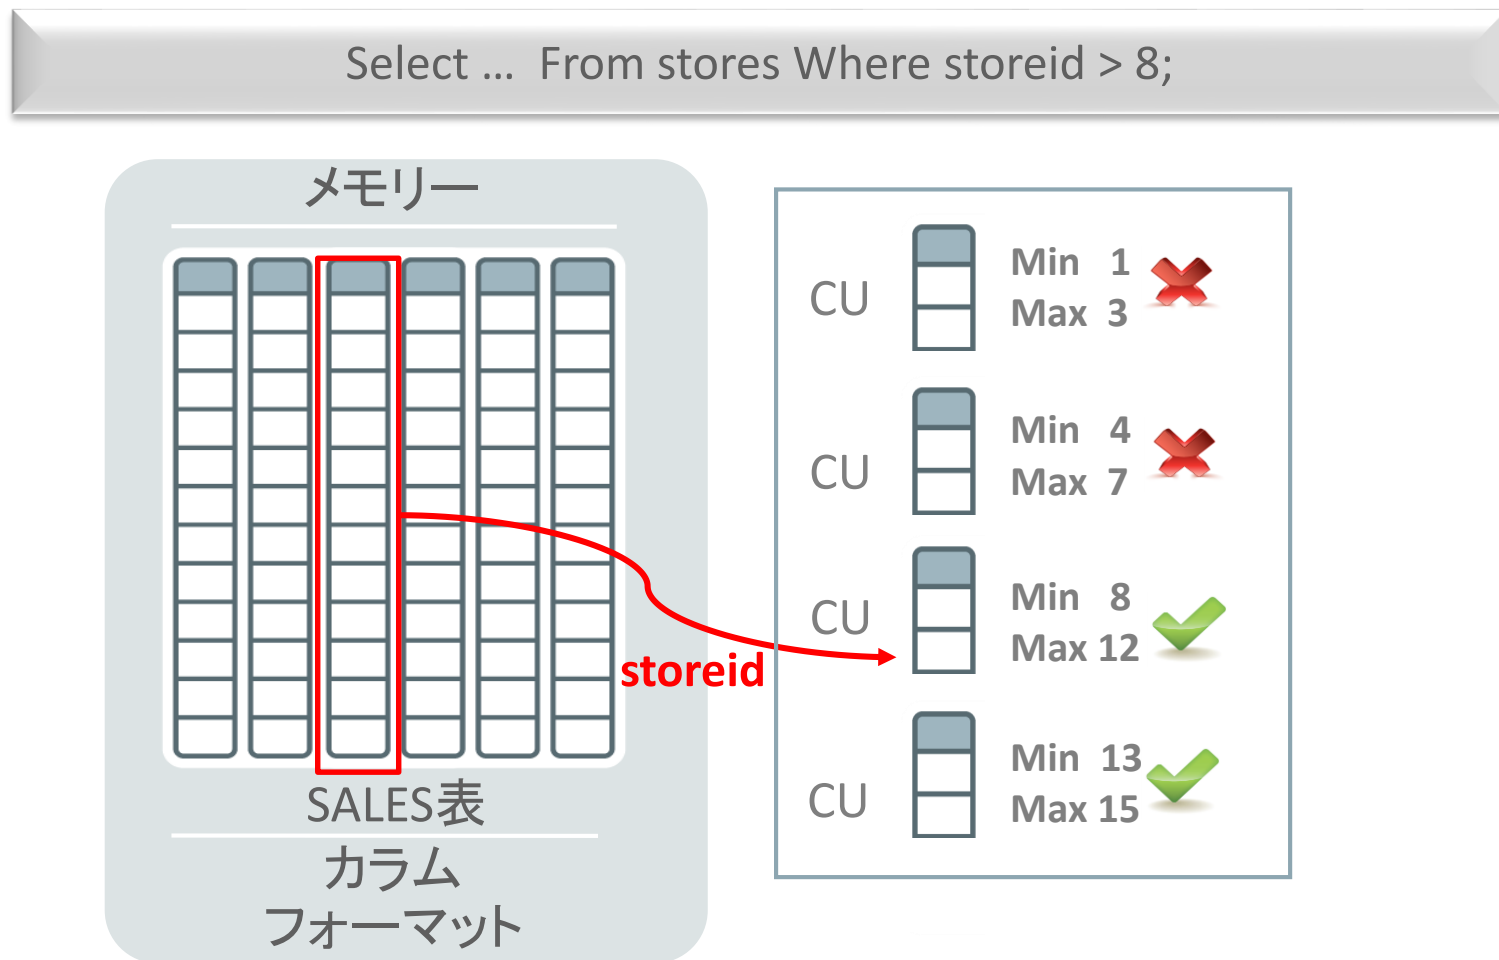 Select ... From stores Where storeid > 8;
メモリー
SALES表
カラム
フォーマット
storeid
CU
Min 1
Max 3
CU
Min 4
Max 7
CU
Min 8
Max 12
CU
Min 13
Max 15